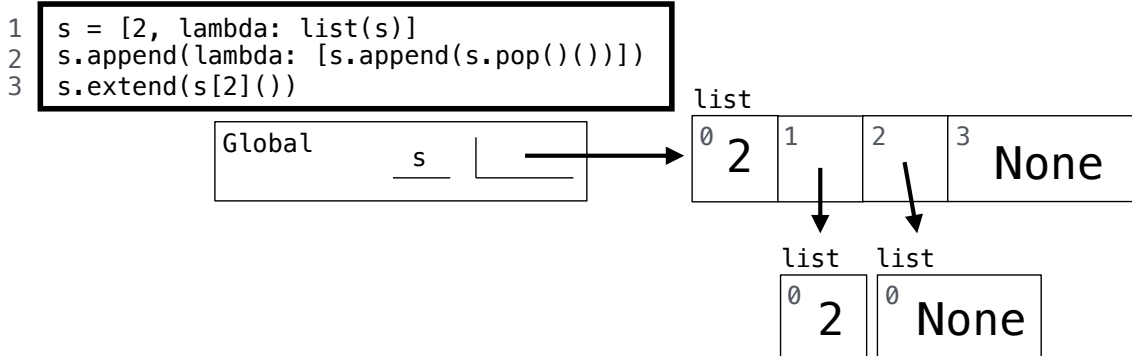 1 s = [2, lambda: list(s)]
2 s.append(lambda: [s.append(s.pop()())])
3 s.extend(s[2]())
Global
s
list
0 2 1 2 3 None
list list
0 2 0 None